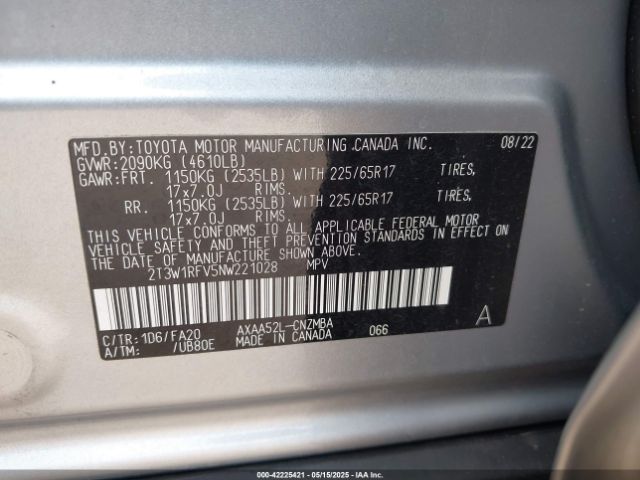 MFD. BY: TOYOTA MOTOR MANUFACTURING CANADA INC. 08/22
GVWR: 2090KG (4610LB)
GAWR: FRT. 1150KG (2535LB) WITH 225/65R17 TIRES,
17x7.0J RIMS.
RR. 1150KG (2535LB) WITH 225/65R17 TIRES,
17x7.0J RIMS.
THIS VEHICLE CONFORMS TO ALL APPLICABLE FEDERAL MOTOR
VEHICLE SAFETY AND THEFT PREVENTION STANDARDS IN EFFECT ON
THE DATE OF MANUFACTURE SHOWN ABOVE.
2T3W1RFV5NW221028 MPV
C/TR: 1D6/FA20 AXAA52L-CNZMBA 066 A
A/TM: /UB80E MADE IN CANADA
000-42225421 - 05/15/2025 - IAAI.COM